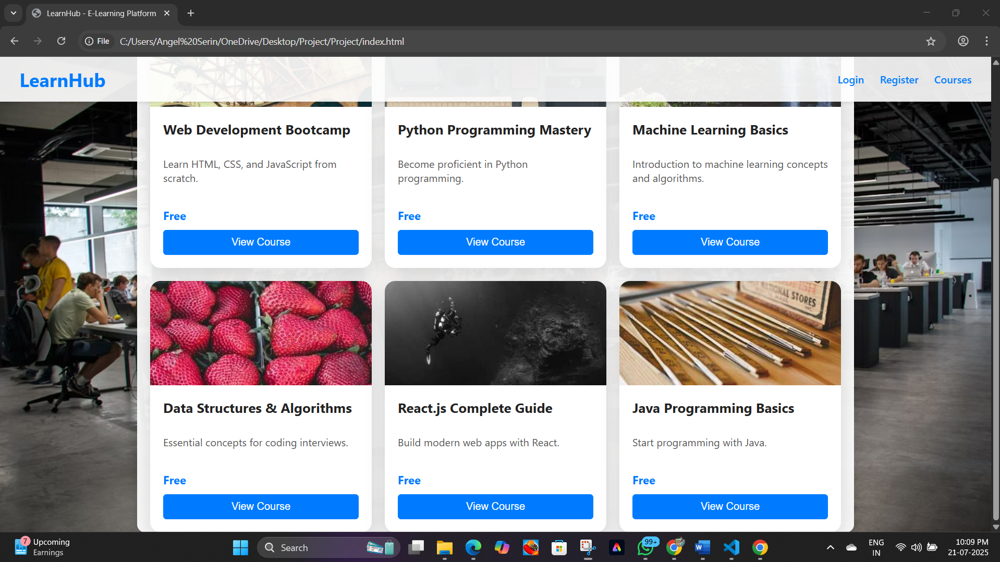 LearnHub - E-Learning Platform
File
C:/Users/Angel%20Serin/OneDrive/Desktop/Project/Project/index.html
LearnHub
Login Register Courses
Web Development Bootcamp
Learn HTML, CSS, and JavaScript from
scratch.
Free
View Course
Python Programming Mastery
Become proficient in Python
programming.
Free
View Course
Machine Learning Basics
Introduction to machine learning concepts
and algorithms.
Free
View Course
NATIONAL STORES
Data Structures & Algorithms
Essential concepts for coding interviews.
Free
View Course
React.js Complete Guide
Build modern web apps with React.
Free
View Course
Java Programming Basics
Start programming with Java.
Free
View Course
7
Upcoming
Earnings
Search
99+
W
ENG
IN
10:09 PM
21-07-2025